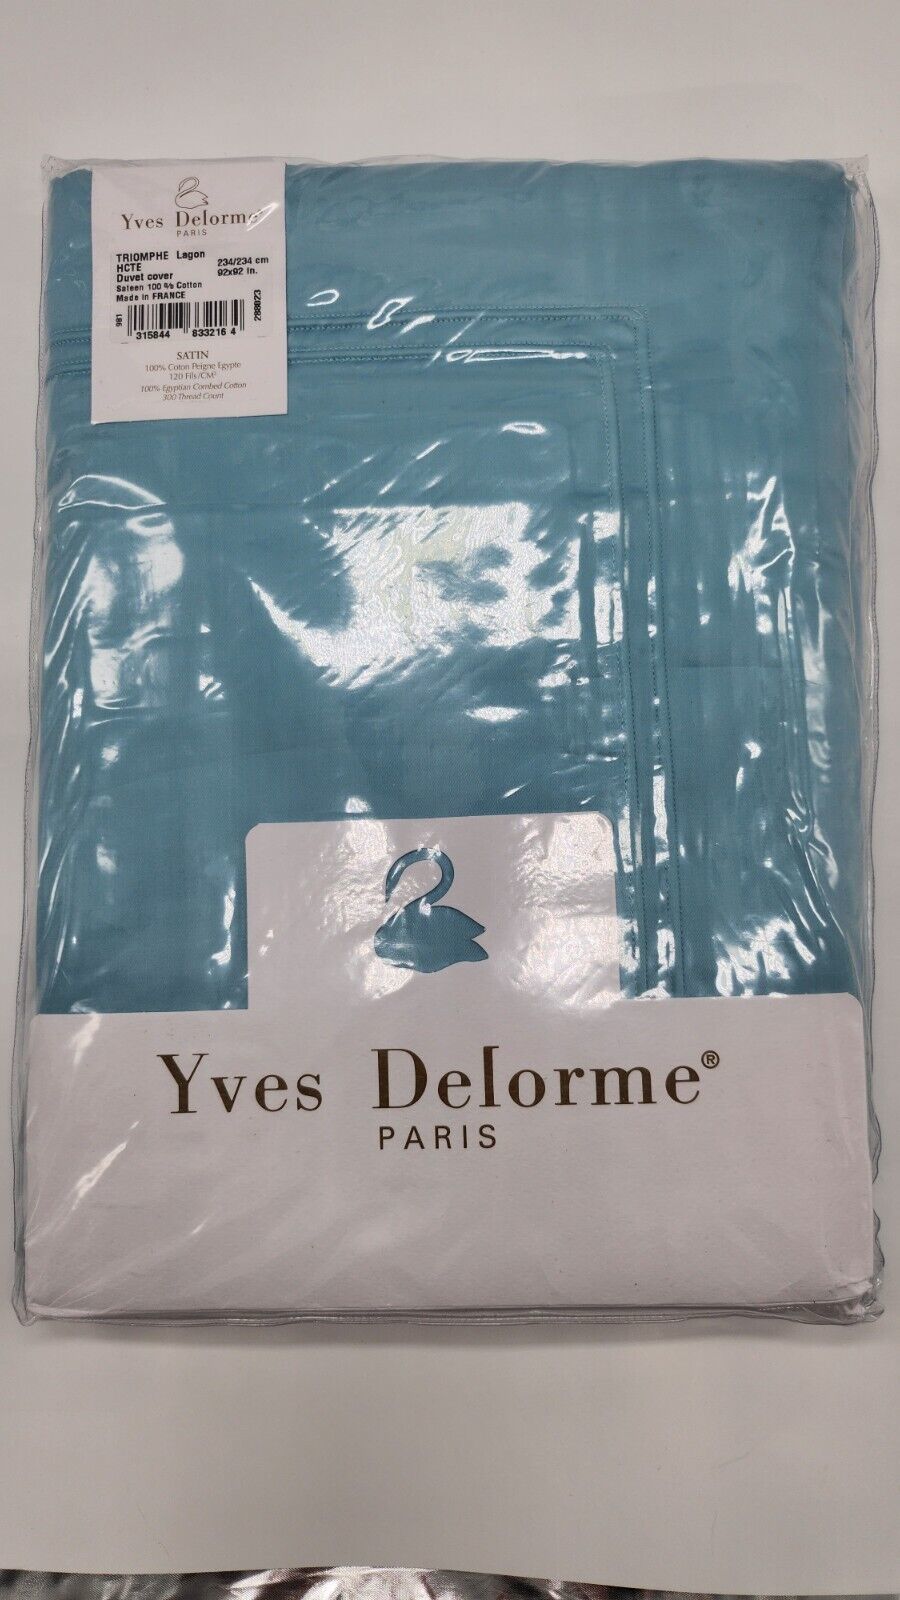 Yves Delorme
PARIS
TRIOMPHE Lagon
HCTE 234/234 cm
Duvet cover 92x92 in.
Sateen 100 % Cotton
Made in FRANCE
981
315844 833216 4
288023
SATIN
100% Coton Peigné Egypte
120 Fils/CM²
100% Egyptian Combed Cotton
300 Thread Count
Yves Delorme®
PARIS